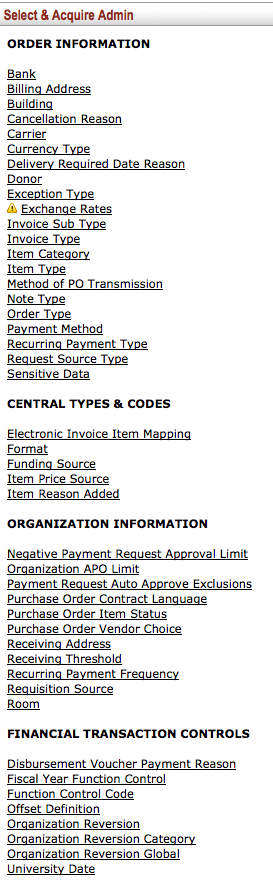 Select & Acquire Admin
ORDER INFORMATION
Bank
Billing Address
Building
Cancellation Reason
Carrier
Currency Type
Delivery Required Date Reason
Donor
Exception Type
Exchange Rates
Invoice Sub Type
Invoice Type
Item Category
Item Type
Method of PO Transmission
Note Type
Order Type
Payment Method
Recurring Payment Type
Request Source Type
Sensitive Data
CENTRAL TYPES & CODES
Electronic Invoice Item Mapping
Format
Funding Source
Item Price Source
Item Reason Added
ORGANIZATION INFORMATION
Negative Payment Request Approval Limit
Organization APO Limit
Payment Request Auto Approve Exclusions
Purchase Order Contract Language
Purchase Order Item Status
Purchase Order Vendor Choice
Receiving Address
Receiving Threshold
Recurring Payment Frequency
Requisition Source
Room
FINANCIAL TRANSACTION CONTROLS
Disbursement Voucher Payment Reason
Fiscal Year Function Control
Function Control Code
Offset Definition
Organization Reversion
Organization Reversion Category
Organization Reversion Global
University Date